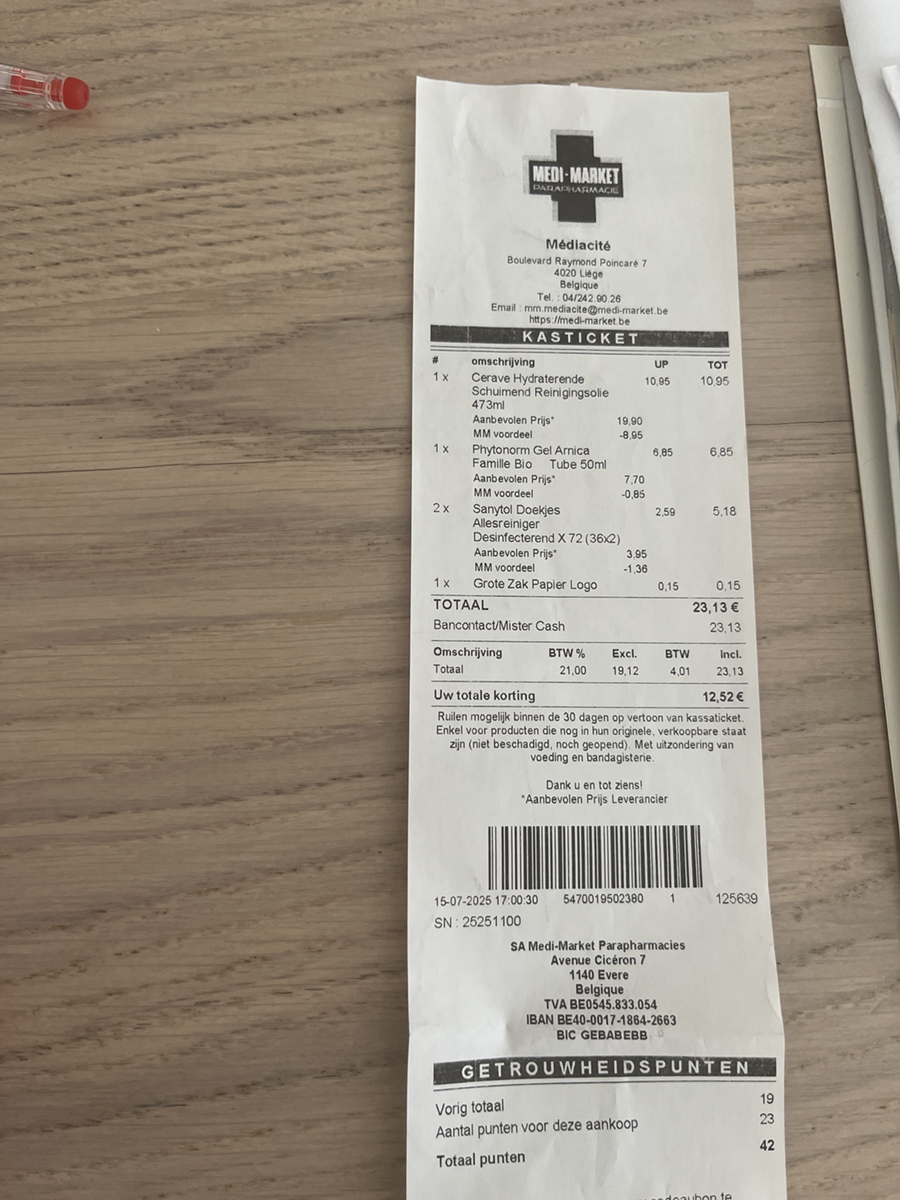 MEDI-MARKET
PARAPHARMACIE
Médiacité
Boulevard Raymond Poincaré 7
4020 Liège
Belgique
Tel. : 04/242.90.26
Email : mm.mediacite@medi-market.be
https://medi-market.be
KASTICKET
# omschrijving UP TOT
1 x Cerave Hydraterende 10,95 10,95
Schuimend Reinigingsolie
473ml
Aanbevolen Prijs* 19,90
MM voordeel -8,95
1 x Phytonorm Gel Arnica 6,85 6,85
Famille Bio Tube 50ml
Aanbevolen Prijs* 7,70
MM voordeel -0,85
2 x Sanytol Doekjes 2,59 5,18
Allesreiniger
Desinfecterend X 72 (36x2)
Aanbevolen Prijs* 3,95
MM voordeel -1,36
1 x Grote Zak Papier Logo 0,15 0,15
TOTAAL 23,13 €
Bancontact/Mister Cash 23,13
Omschrijving BTW % Excl. BTW Incl.
Totaal 21,00 19,12 4,01 23,13
Uw totale korting 12,52 €
Ruilen mogelijk binnen de 30 dagen op vertoon van kassaticket.
Enkel voor producten die nog in hun originele, verkoopbare staat
zijn (niet beschadigd, noch geopend). Met uitzondering van
voeding en bandagisterie.
Dank u en tot ziens!
*Aanbevolen Prijs Leverancier
15-07-2025 17:00:30 5470019502380 1 125639
SN : 25251100
SA Medi-Market Parapharmacies
Avenue Cicéron 7
1140 Evere
Belgique
TVA BE0545.833.054
IBAN BE40-0017-1864-2663
BIC GEBABEBB
GETROUWHEIDSPUNTEN
Vorig totaal 19
Aantal punten voor deze aankoop 23
Totaal punten 42